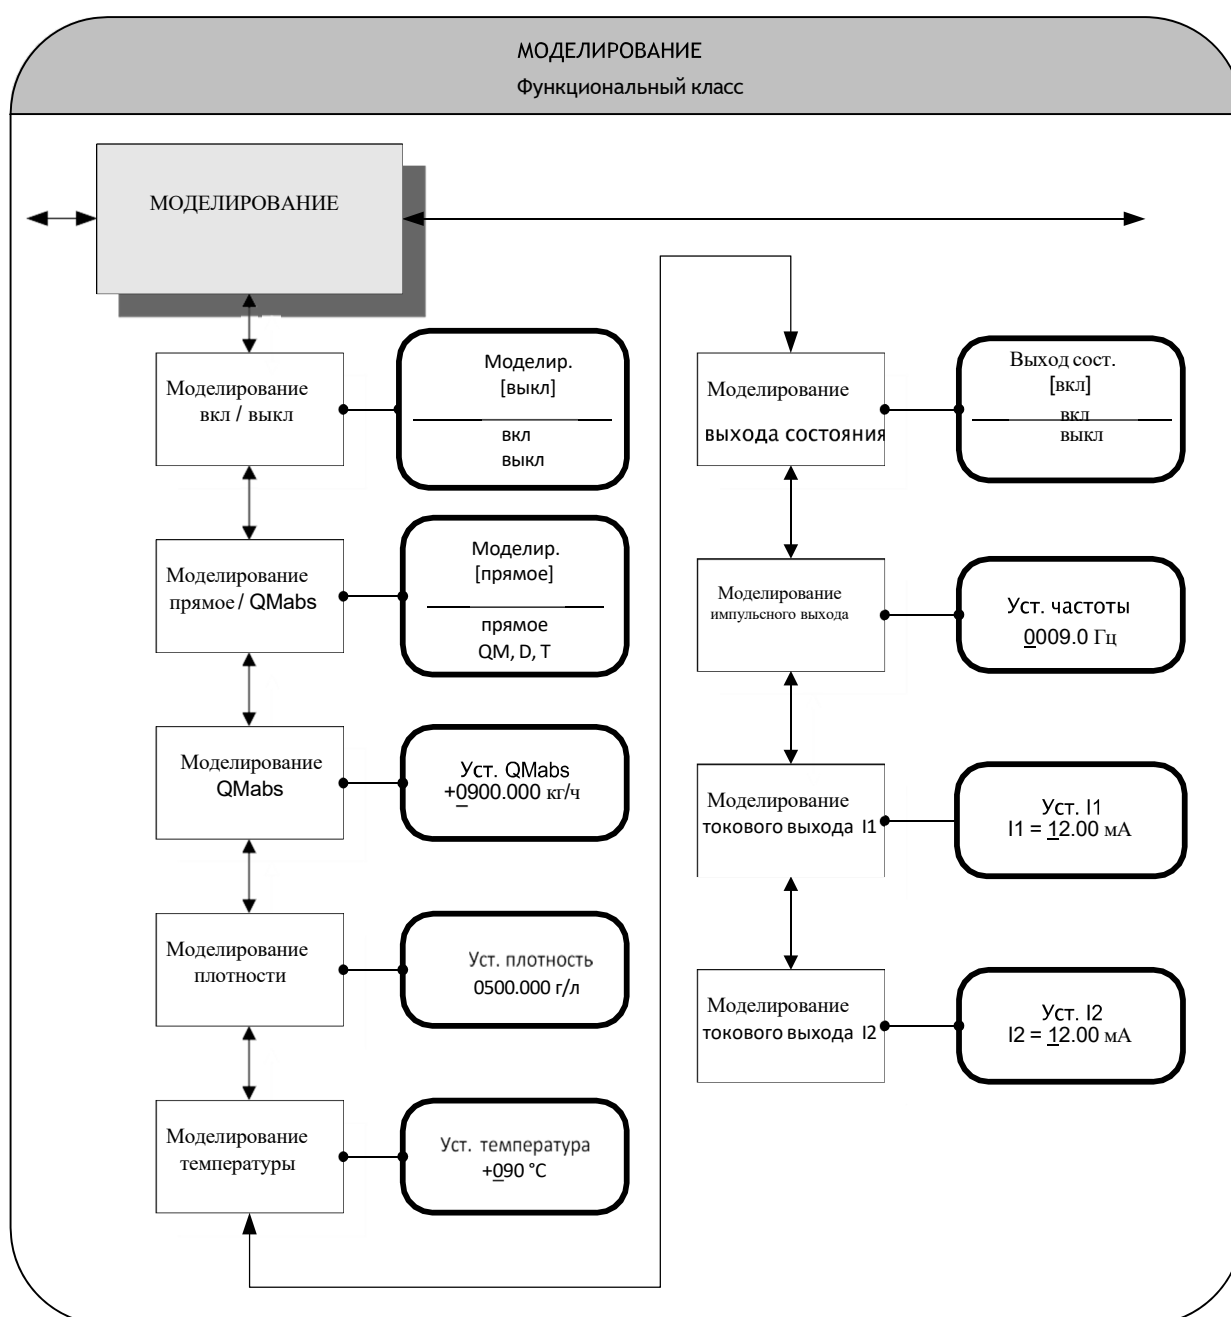 МОДЕЛИРОВАНИЕ
Функциональный класс
МОДЕЛИРОВАНИЕ
Моделирование
вкл / выкл
Моделир.
[выкл]
вкл
выкл
Моделирование
прямое / QMabs
Моделир.
[прямое]
прямое
QM, D, T
Моделирование
QMabs
Уст. QMabs
+0900.000 кг/ч
Моделирование
плотности
Уст. плотность
0500.000 г/л
Моделирование
температуры
Уст. температура
+090 °C
Моделирование
выхода состояния
Выход сост.
[вкл]
вкл
выкл
Моделирование
импульсного выхода
Уст. частоты
0009.0 Гц
Моделирование
токового выхода I1
Уст. I1
I1 = 12.00 мА
Моделирование
токового выхода I2
Уст. I2
I2 = 12.00 мА